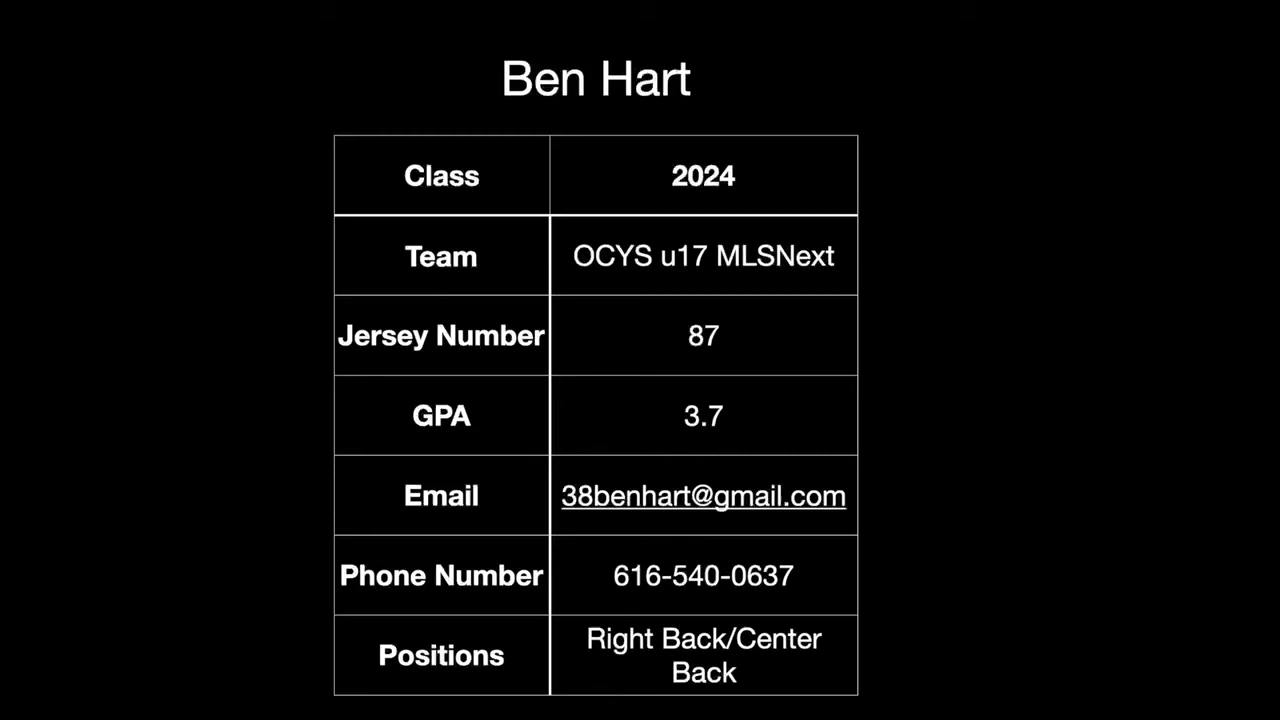 Ben Hart
Class 2024
Team OCYS u17 MLSNext
Jersey Number 87
GPA 3.7
Email 38benhart@gmail.com
Phone Number 616-540-0637
Positions Right Back/Center
Back